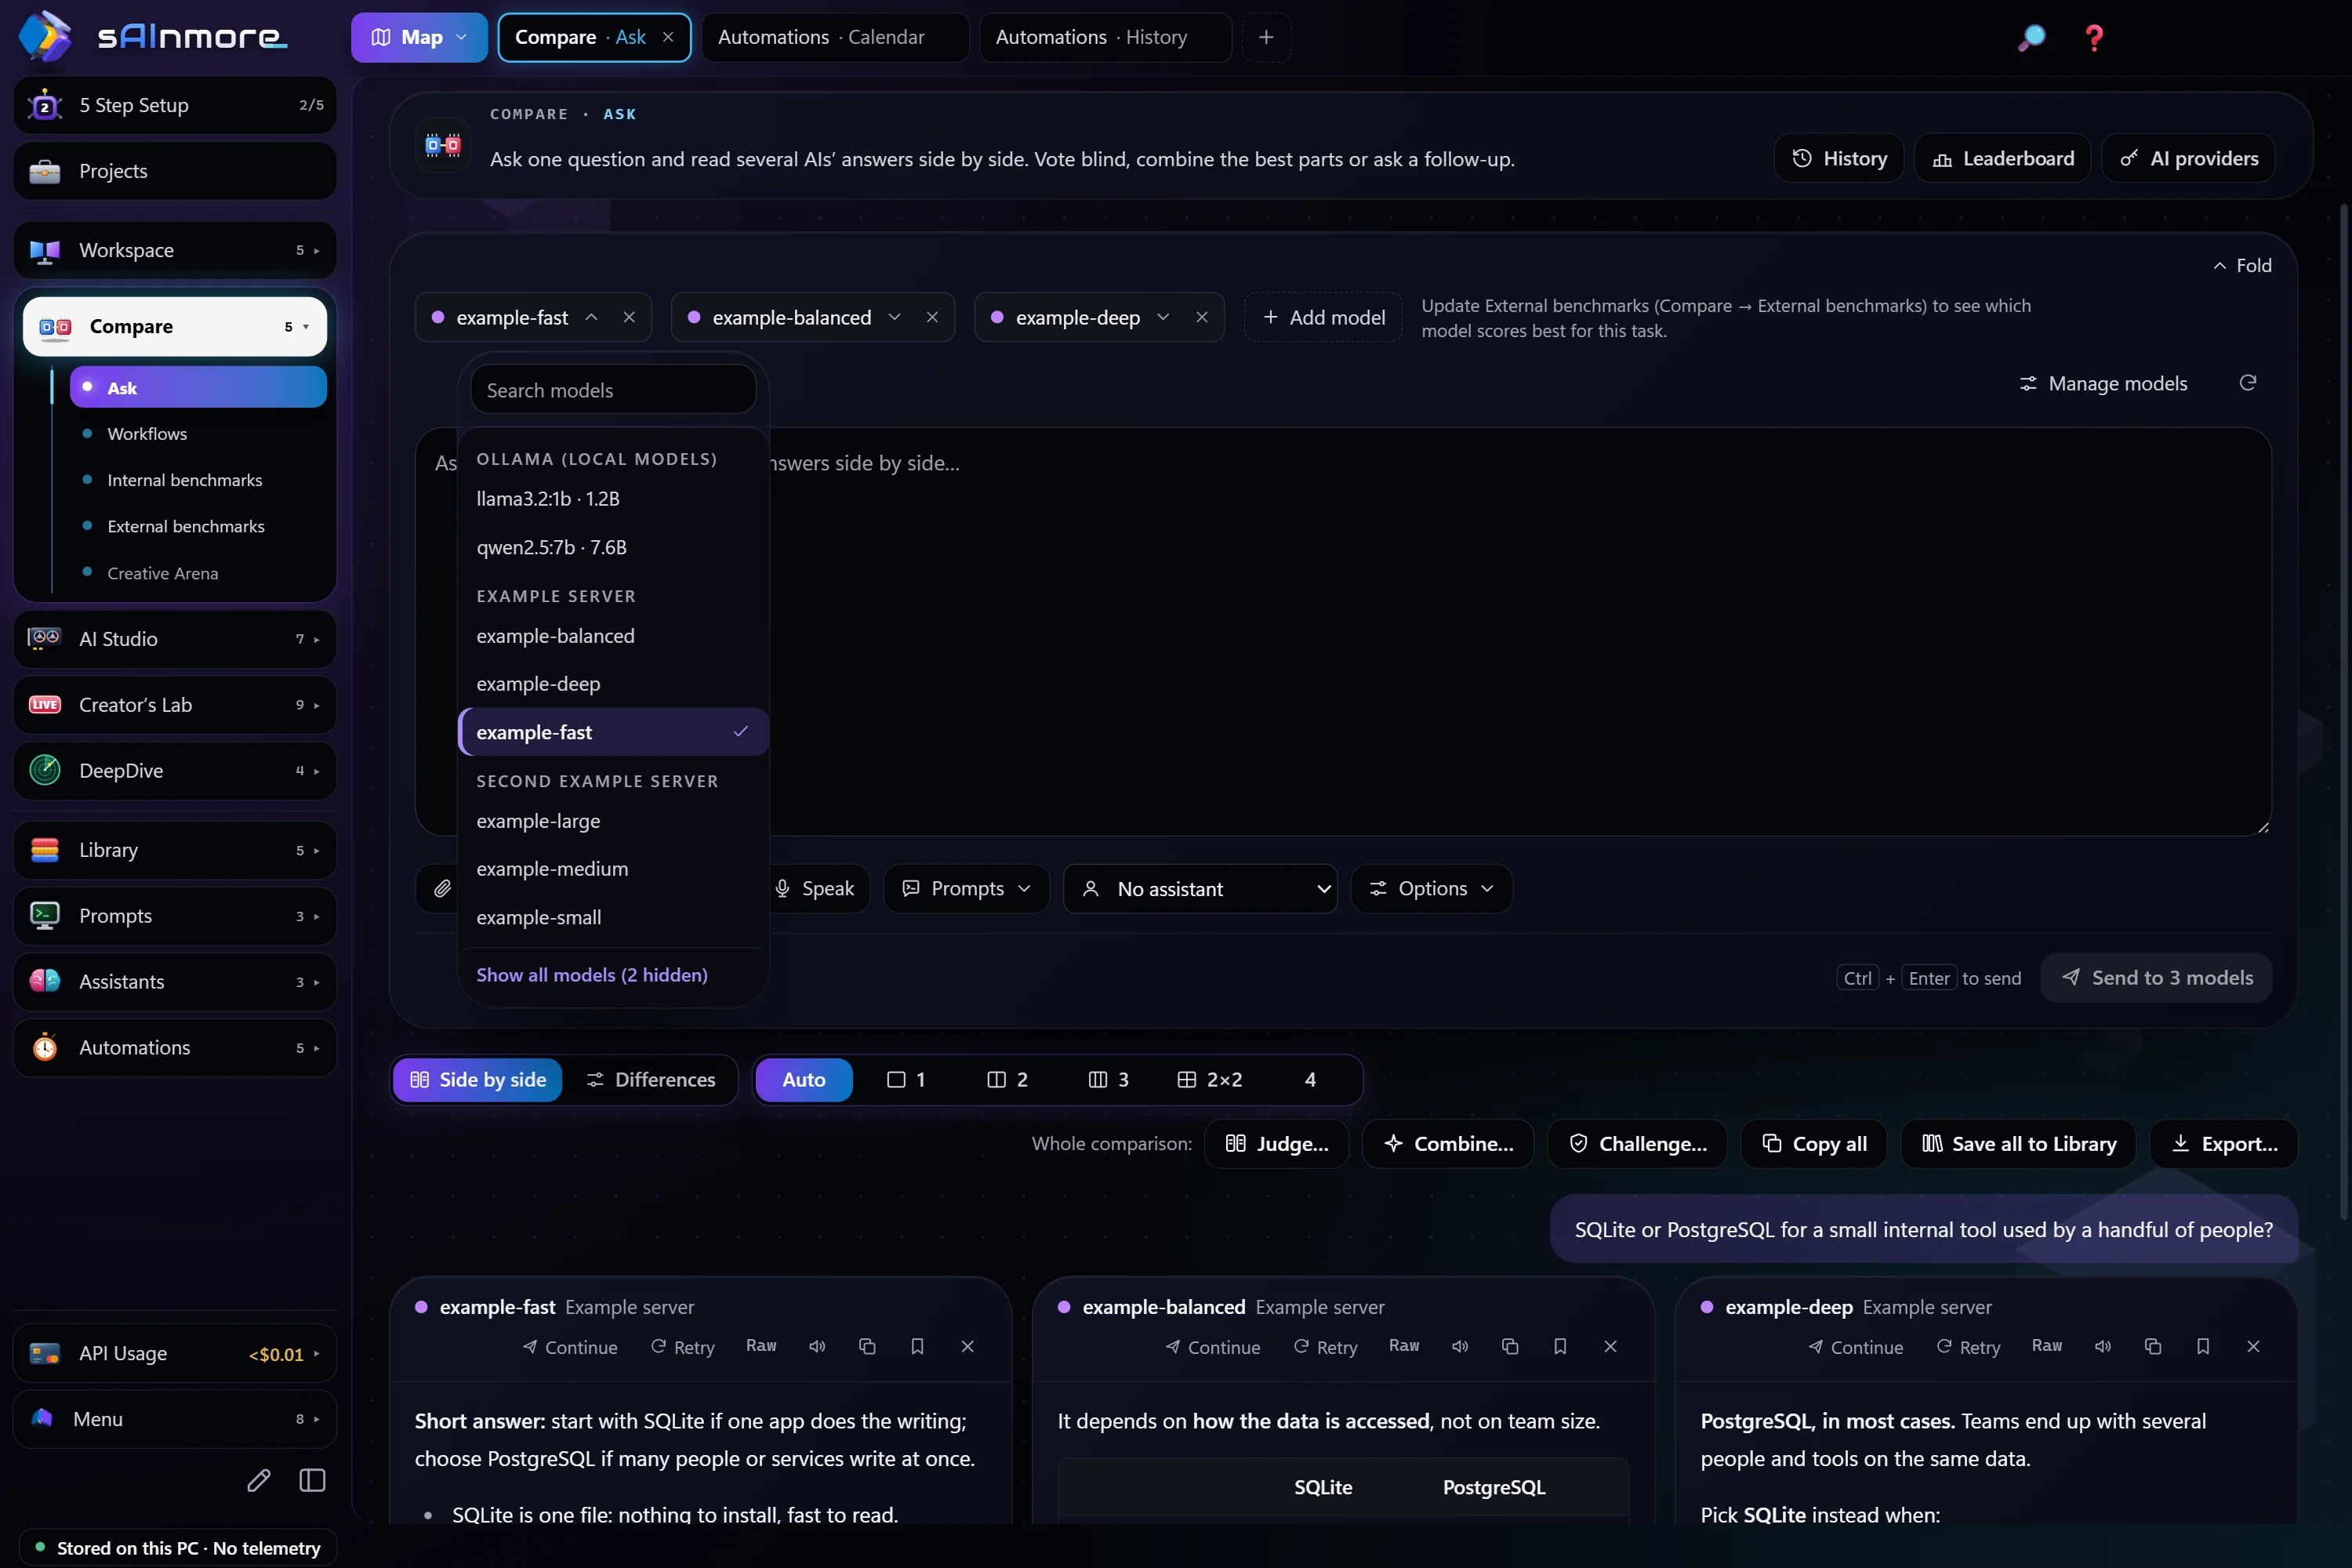 sAInmore
Map
Compare · Ask
Automations · Calendar
Automations · History
5 Step Setup 2/5
Projects
Workspace 5
Compare 5
Ask
Workflows
Internal benchmarks
External benchmarks
Creative Arena
AI Studio 7
LIVE Creator's Lab 9
DeepDive 4
Library 5
Prompts 3
Assistants 3
Automations 5
API Usage <$0.01
Menu 8
Stored on this PC · No telemetry
COMPARE · ASK
Ask one question and read several AIs’ answers side by side. Vote blind, combine the best parts or ask a follow-up.
History
Leaderboard
AI providers
Fold
example-fast
example-balanced
example-deep
+ Add model
Update External benchmarks (Compare → External benchmarks) to see which
model scores best for this task.
Manage models
Search models
OLLAMA (LOCAL MODELS)
llama3.2:1b · 1.2B
qwen2.5:7b · 7.6B
EXAMPLE SERVER
example-balanced
example-deep
example-fast
SECOND EXAMPLE SERVER
example-large
example-medium
example-small
Show all models (2 hidden)
As
nswers side by side...
Speak
Prompts
No assistant
Options
Ctrl + Enter to send
Send to 3 models
Side by side
Differences
Auto
1
2
3
2×2
4
Whole comparison:
Judge...
Combine...
Challenge...
Copy all
Save all to Library
Export...
SQLite or PostgreSQL for a small internal tool used by a handful of people?
example-fast Example server
Continue Retry Raw
Short answer: start with SQLite if one app does the writing;
choose PostgreSQL if many people or services write at once.
• SQLite is one file: nothing to install, fast to read.
example-balanced Example server
Continue Retry Raw
It depends on how the data is accessed, not on team size.
SQLite PostgreSQL
example-deep Example server
Continue Retry Raw
PostgreSQL, in most cases. Teams end up with several
people and tools on the same data.
Pick SQLite instead when: